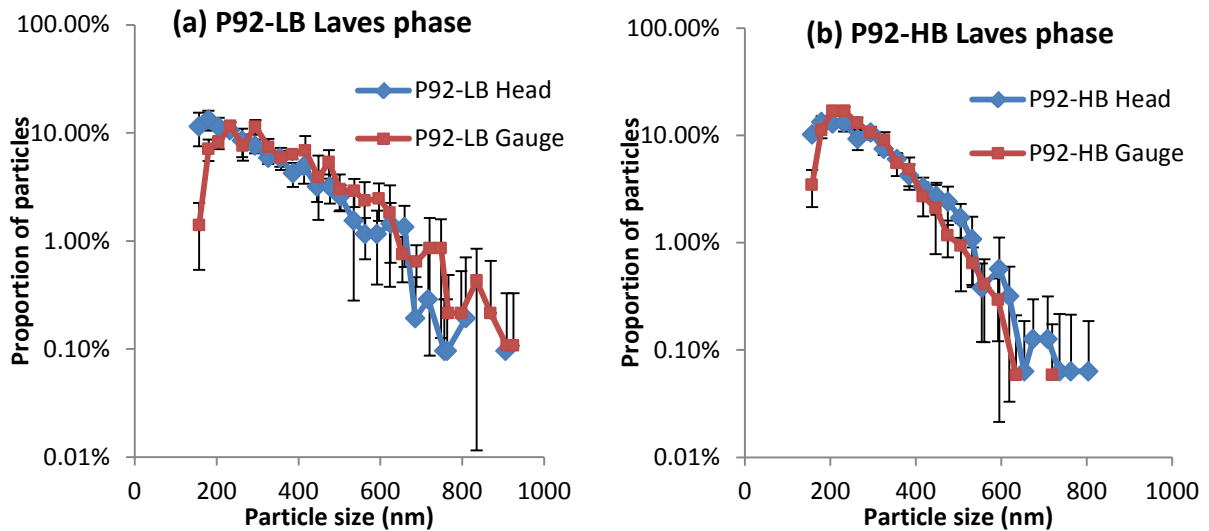 (a) P92-LB Laves phase
100.00%
10.00%
1.00%
0.10%
0.01%
Proportion of particles
P92-LB Head
P92-LB Gauge
0 200 400 600 800 1000
Particle size (nm)
(b) P92-HB Laves phase
100.00%
10.00%
1.00%
0.10%
0.01%
Proportion of particles
P92-HB Head
P92-HB Gauge
0 200 400 600 800 1000
Particle size (nm)